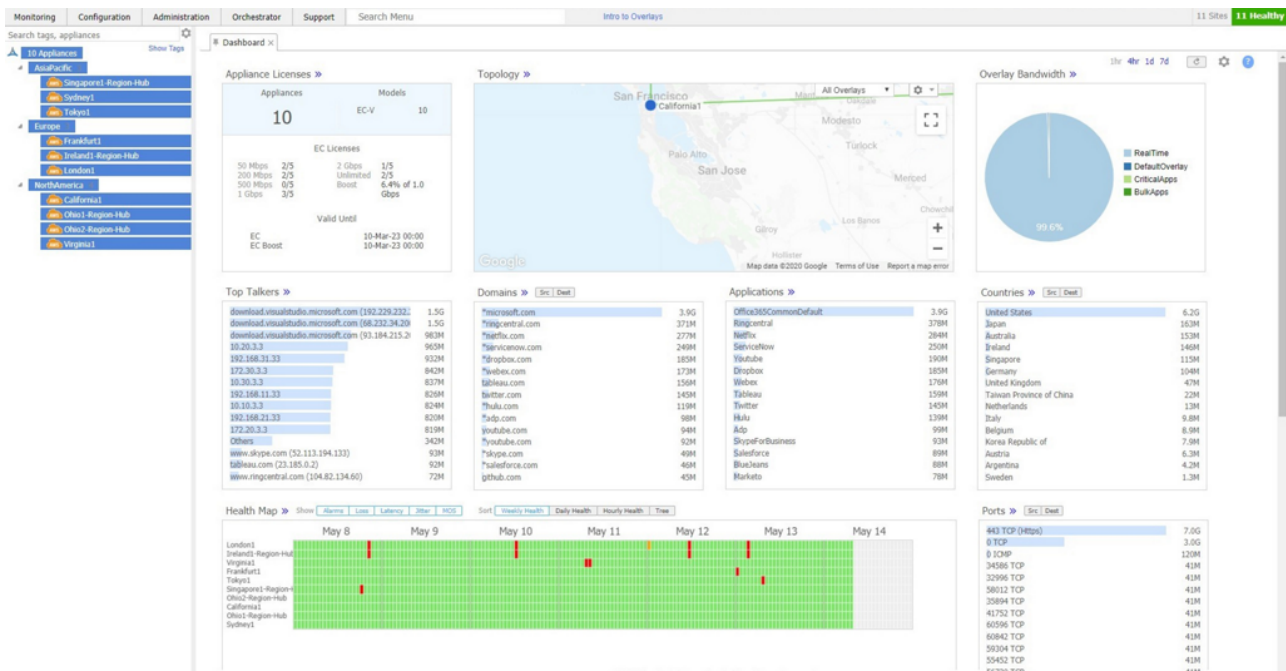 Monitoring Configuration Administration Orchestrator Support Search Menu Intro to Overlays 11 Sites 11 Healthy
Search tags, appliances
Show Tags
10 Appliances
AsiaPacific
Singapore1-Region-Hub
Sydney1
Tokyo1
Europe
Frankfurt1
Ireland1-Region-Hub
London1
NorthAmerica
California1
Ohio1-Region-Hub
Ohio2-Region-Hub
Virginia1
Dashboard ×
1hr 4hr 1d 7d
Appliance Licenses »
Appliances Models
10 EC-V 10
EC Licenses
50 Mbps 2/5 2 Gbps 1/5
200 Mbps 2/5 Unlimited 2/5
500 Mbps 0/5 Boost 6.4% of 1.0
1 Gbps 3/5 Gbps
Valid Until
EC 10-Mar-23 00:00
EC Boost 10-Mar-23 00:00
Topology »
All Overlays
San Francisco
California1
Modesto
Turlock
Palo Alto
San Jose
Merced
Chowchil
Los Banos
Gilroy
Hollister
Google
Map data ©2020 Google Terms of Use Report a map error
Overlay Bandwidth »
RealTime
DefaultOverlay
CriticalApps
BulkApps
99.6%
Top Talkers »
download.visualstudio.microsoft.com (192.229.232. 1.5G
download.visualstudio.microsoft.com (68.232.34.20 1.5G
download.visualstudio.microsoft.com (93.184.215.2 983M
10.20.3.3 965M
192.168.31.33 932M
172.30.3.3 842M
10.30.3.3 837M
192.168.11.33 826M
10.10.3.3 824M
192.168.21.33 820M
172.20.3.3 819M
Others 342M
www.skype.com (52.113.194.133) 93M
tableau.com (23.185.0.2) 92M
www.ringcentral.com (104.82.134.60) 72M
Domains » Src Dest
*microsoft.com 3.9G
*ringcentral.com 371M
*netflix.com 277M
*servicenow.com 249M
*dropbox.com 185M
*webex.com 173M
tableau.com 156M
twitter.com 145M
*hulu.com 119M
*adp.com 98M
youtube.com 94M
*youtube.com 92M
*skype.com 49M
*salesforce.com 46M
github.com 45M
Applications »
Office365CommonDefault 3.9G
Ringcentral 378M
Netflix 284M
ServiceNow 250M
Youtube 190M
Dropbox 185M
Webex 176M
Tableau 159M
Twitter 145M
Hulu 139M
Adp 99M
SkypeForBusiness 93M
Salesforce 89M
BlueJeans 88M
Marketo 78M
Countries » Src Dest
United States 6.2G
Japan 163M
Australia 153M
Ireland 146M
Singapore 115M
Germany 104M
United Kingdom 47M
Taiwan Province of China 22M
Netherlands 13M
Italy 9.8M
Belgium 8.9M
Korea Republic of 7.9M
Austria 6.3M
Argentina 4.2M
Sweden 1.3M
Health Map » Show Alarms Loss Latency Jitter MOS Sort Weekly Health Daily Health Hourly Health Tree
May 8 May 9 May 10 May 11 May 12 May 13 May 14
London1
Ireland1-Region-Hub
Virginia1
Frankfurt1
Tokyo1
Singapore1-Region-H
Ohio2-Region-Hub
California1
Ohio1-Region-Hub
Sydney1
Ports » Src Dest
443 TCP (Https) 7.0G
0 TCP 3.0G
0 ICMP 120M
34586 TCP 41M
32996 TCP 41M
58012 TCP 41M
35894 TCP 41M
41752 TCP 41M
60596 TCP 41M
60842 TCP 41M
59304 TCP 41M
55452 TCP 41M